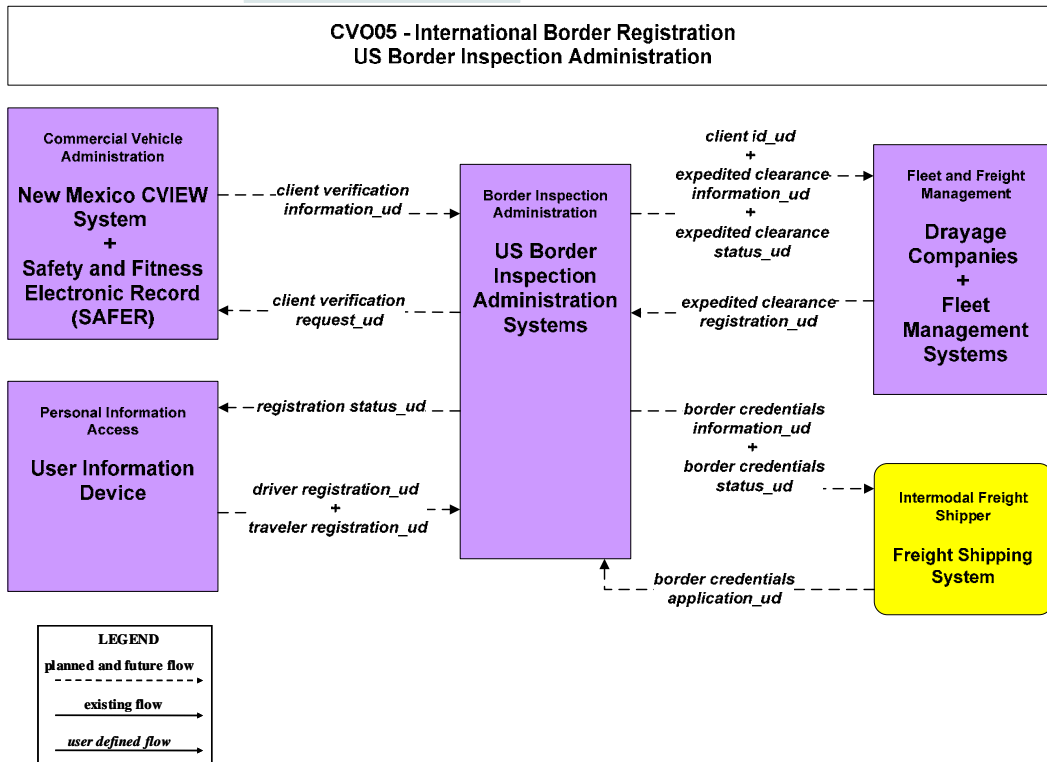 CVO05 - International Border Registration
US Border Inspection Administration
Commercial Vehicle
Administration
New Mexico CVIEW
System
+
Safety and Fitness
Electronic Record
(SAFER)
client verification
information_ud
client verification
request_ud
Border Inspection
Administration
US Border
Inspection
Administration
Systems
client id_ud
+
expedited clearance
information_ud
+
expedited clearance
status_ud
expedited clearance
registration_ud
Fleet and Freight
Management
Drayage
Companies
+
Fleet
Management
Systems
Personal Information
Access
User Information
Device
registration status_ud
driver registration_ud
+
traveler registration_ud
border credentials
information_ud
+
border credentials
status_ud
border credentials
application_ud
Intermodal Freight
Shipper
Freight Shipping
System
LEGEND
planned and future flow
existing flow
user defined flow